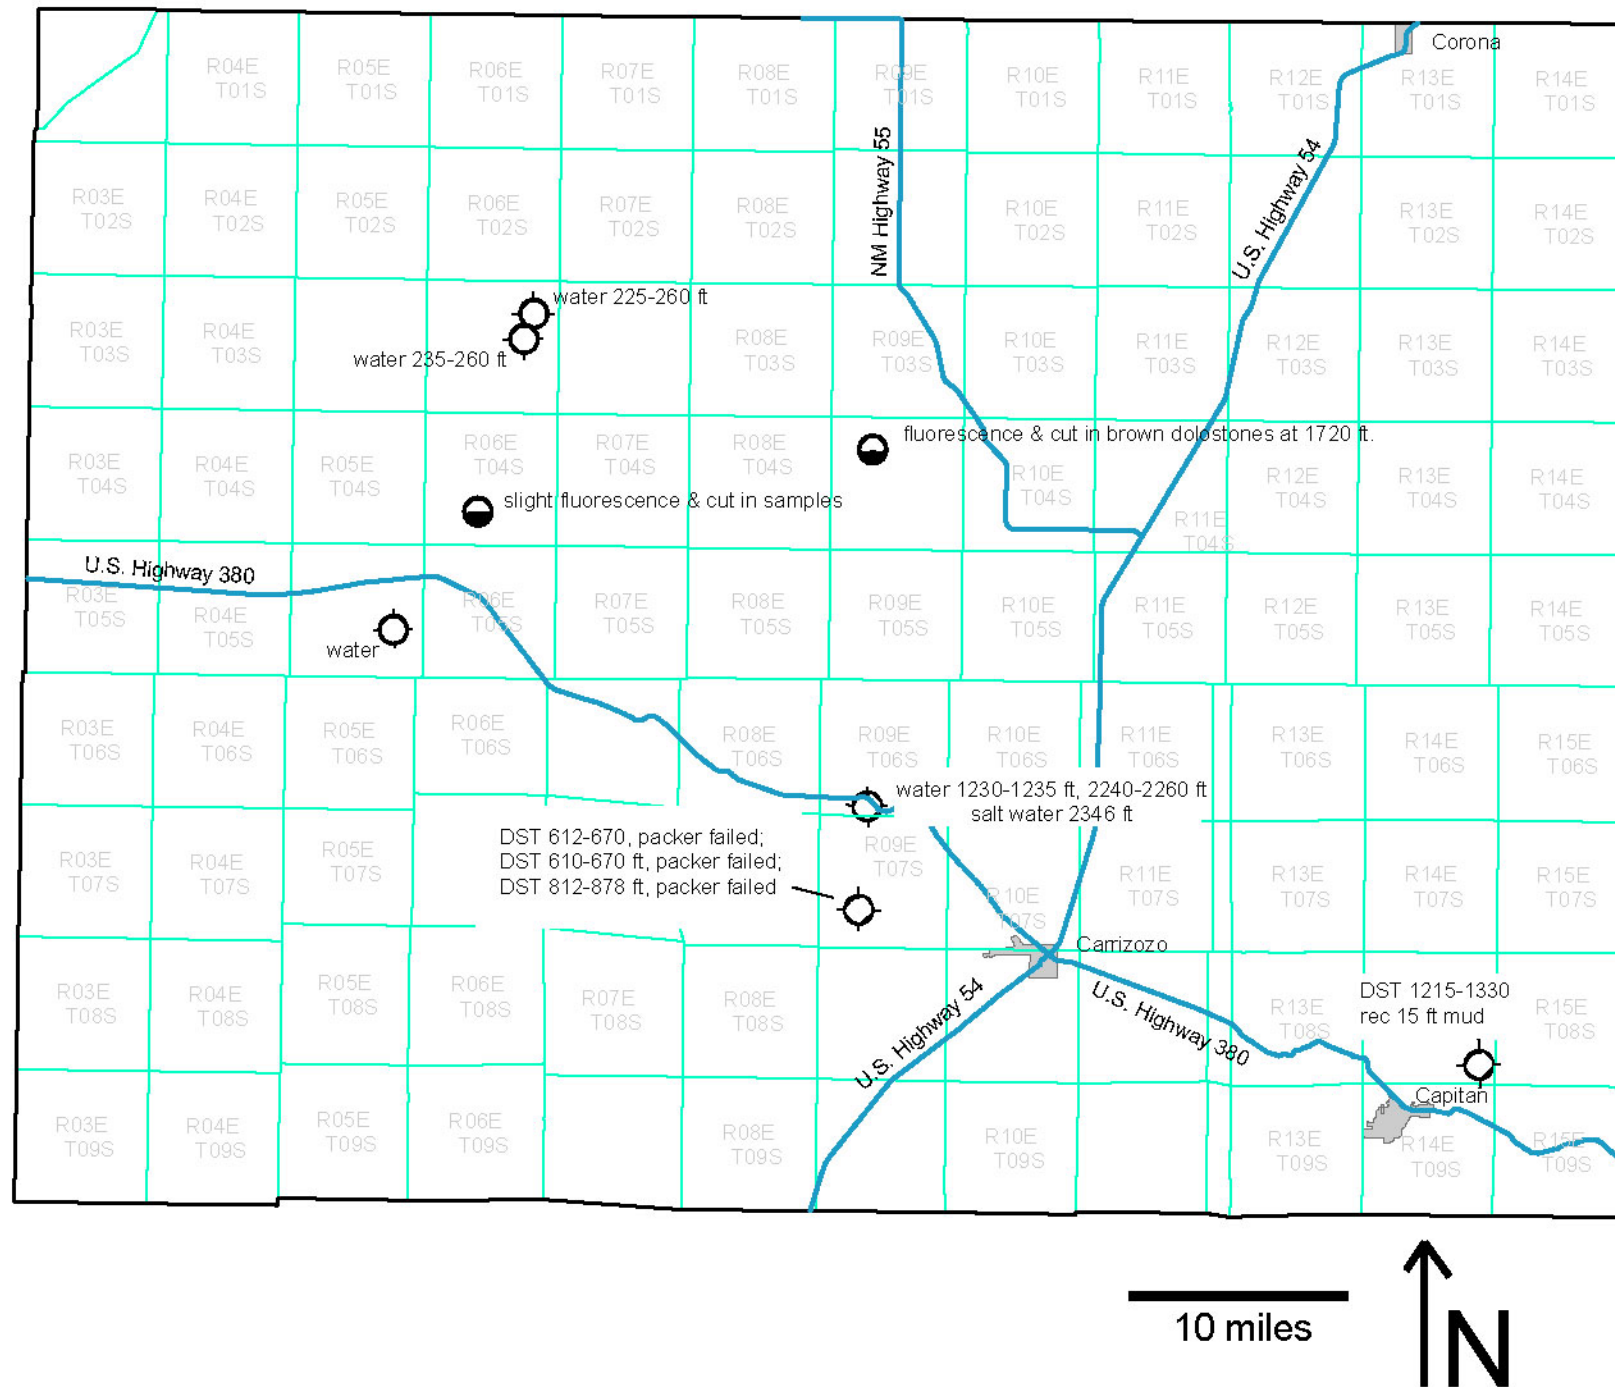 Corona
R04E R05E R06E R07E R08E R09E R10E R11E R12E R13E R14E
T01S T01S T01S T01S T01S T01S T01S T01S T01S T01S T01S
NM Highway 55
U.S. Highway 54
R03E R04E R05E R06E R07E R08E R10E R11E R13E R14E
T02S T02S T02S T02S T02S T02S T02S T02S T02S T02S
water 225-260 ft
R03E R04E R08E R09E R10E R11E R12E R13E R14E
T03S T03S T03S T03S T03S T03S T03S T03S T03S
water 235-260 ft
fluorescence & cut in brown dolostones at 1720 ft.
R03E R04E R05E R06E R07E R08E R10E R11E R12E R13E R14E
T04S T04S T04S T04S T04S T04S T04S T04S T04S T04S T04S
slight fluorescence & cut in samples
U.S. Highway 380
R03E R04E R06E R07E R08E R09E R10E R11E R12E R13E R14E
T05S T05S T05S T05S T05S T05S T05S T05S T05S T05S T05S
water
R03E R04E R05E R06E R08E R09E R10E R11E R13E R14E R15E
T06S T06S T06S T06S T06S T06S T06S T06S T06S T06S T06S
water 1230-1235 ft, 2240-2260 ft
salt water 2346 ft
DST 612-670, packer failed;
DST 610-670 ft, packer failed;
DST 812-878 ft, packer failed
R03E R04E R05E R09E R10E R11E R13E R14E R15E
T07S T07S T07S T07S T07S T07S T07S T07S T07S
Carrizozo
R03E R04E R05E R06E R07E R08E R13E R15E
T08S T08S T08S T08S T08S T08S T08S T08S
U.S. Highway 54
U.S. Highway 380
DST 1215-1330
rec 15 ft mud
Capitan
R03E R04E R05E R06E R08E R10E R13E R14E R15E
T09S T09S T09S T09S T09S T09S T09S T09S T09S
10 miles
N